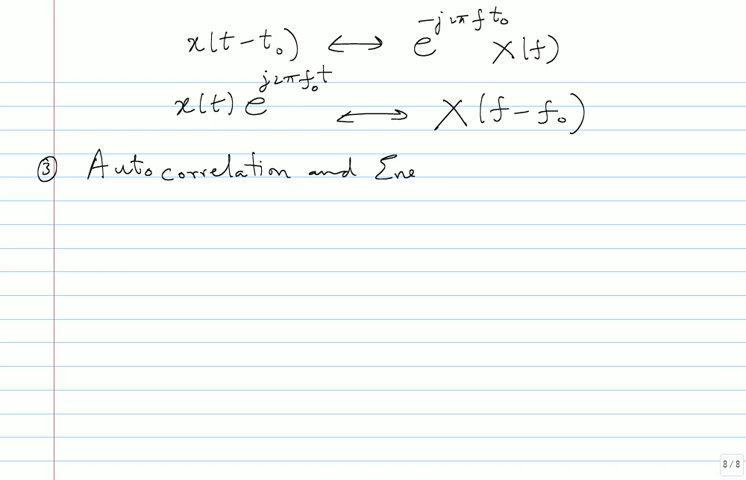 x(t-t₀) ↔ e^{-j2πft₀} X(f)
x(t) e^{j2πf₀t} ↔ X(f-f₀)
③ Autocorrelation and Ene
8/8